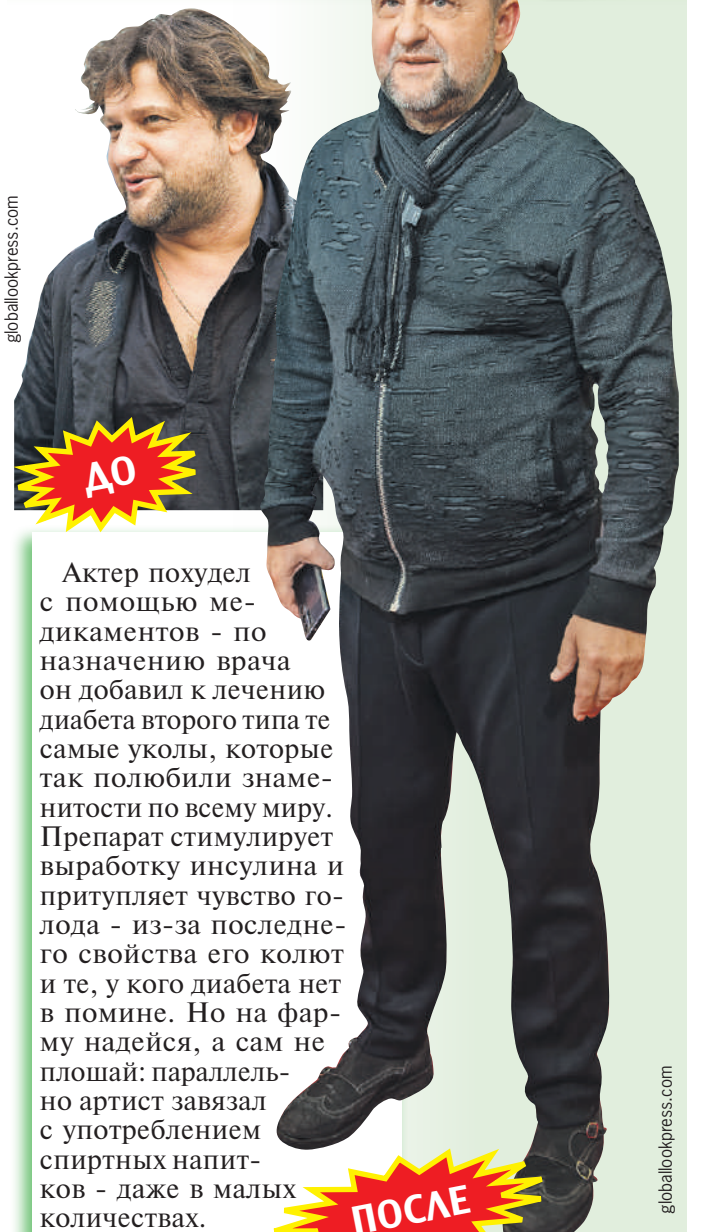 globallookpress.com
ДО
Актер похудел
с помощью ме-
дикаментов - по
назначению врача
он добавил к лечению
диабета второго типа те
самые уколы, которые
так полюбили знаме-
нитости по всему миру.
Препарат стимулирует
выработку инсулина и
притупляет чувство го-
лода - из-за последне-
го свойства его колют
и те, у кого диабета нет
в помине. Но на фар-
му надейся, а сам не
плошай: параллель-
но артист завязал
с употреблением
спиртных напит-
ков - даже в малых
количествах.
ПОСЛЕ
globallookpress.com